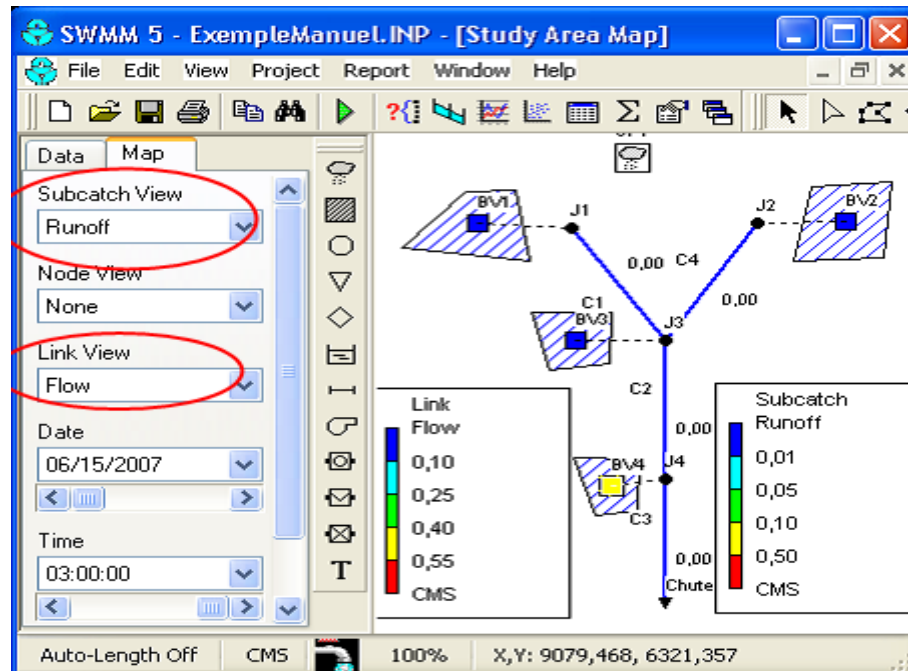 SWMM 5 - ExempleManuel.INP - [Study Area Map]
File Edit View Project Report Window Help
Data Map
Subcatch View
Runoff
Node View
None
Link View
Flow
Date
06/15/2007
Time
03:00:00
T
BV1
J1
J2
BV2
0,00 C4
0,00
C1
BV3
J3
C2
0,00
BV4
J4
C3
0,00
Chute
Link
Flow
0,10
0,25
0,40
0,55
CMS
Subcatch
Runoff
0,01
0,05
0,10
0,50
CMS
Auto-Length Off CMS 100% X,Y: 9079,468, 6321,357